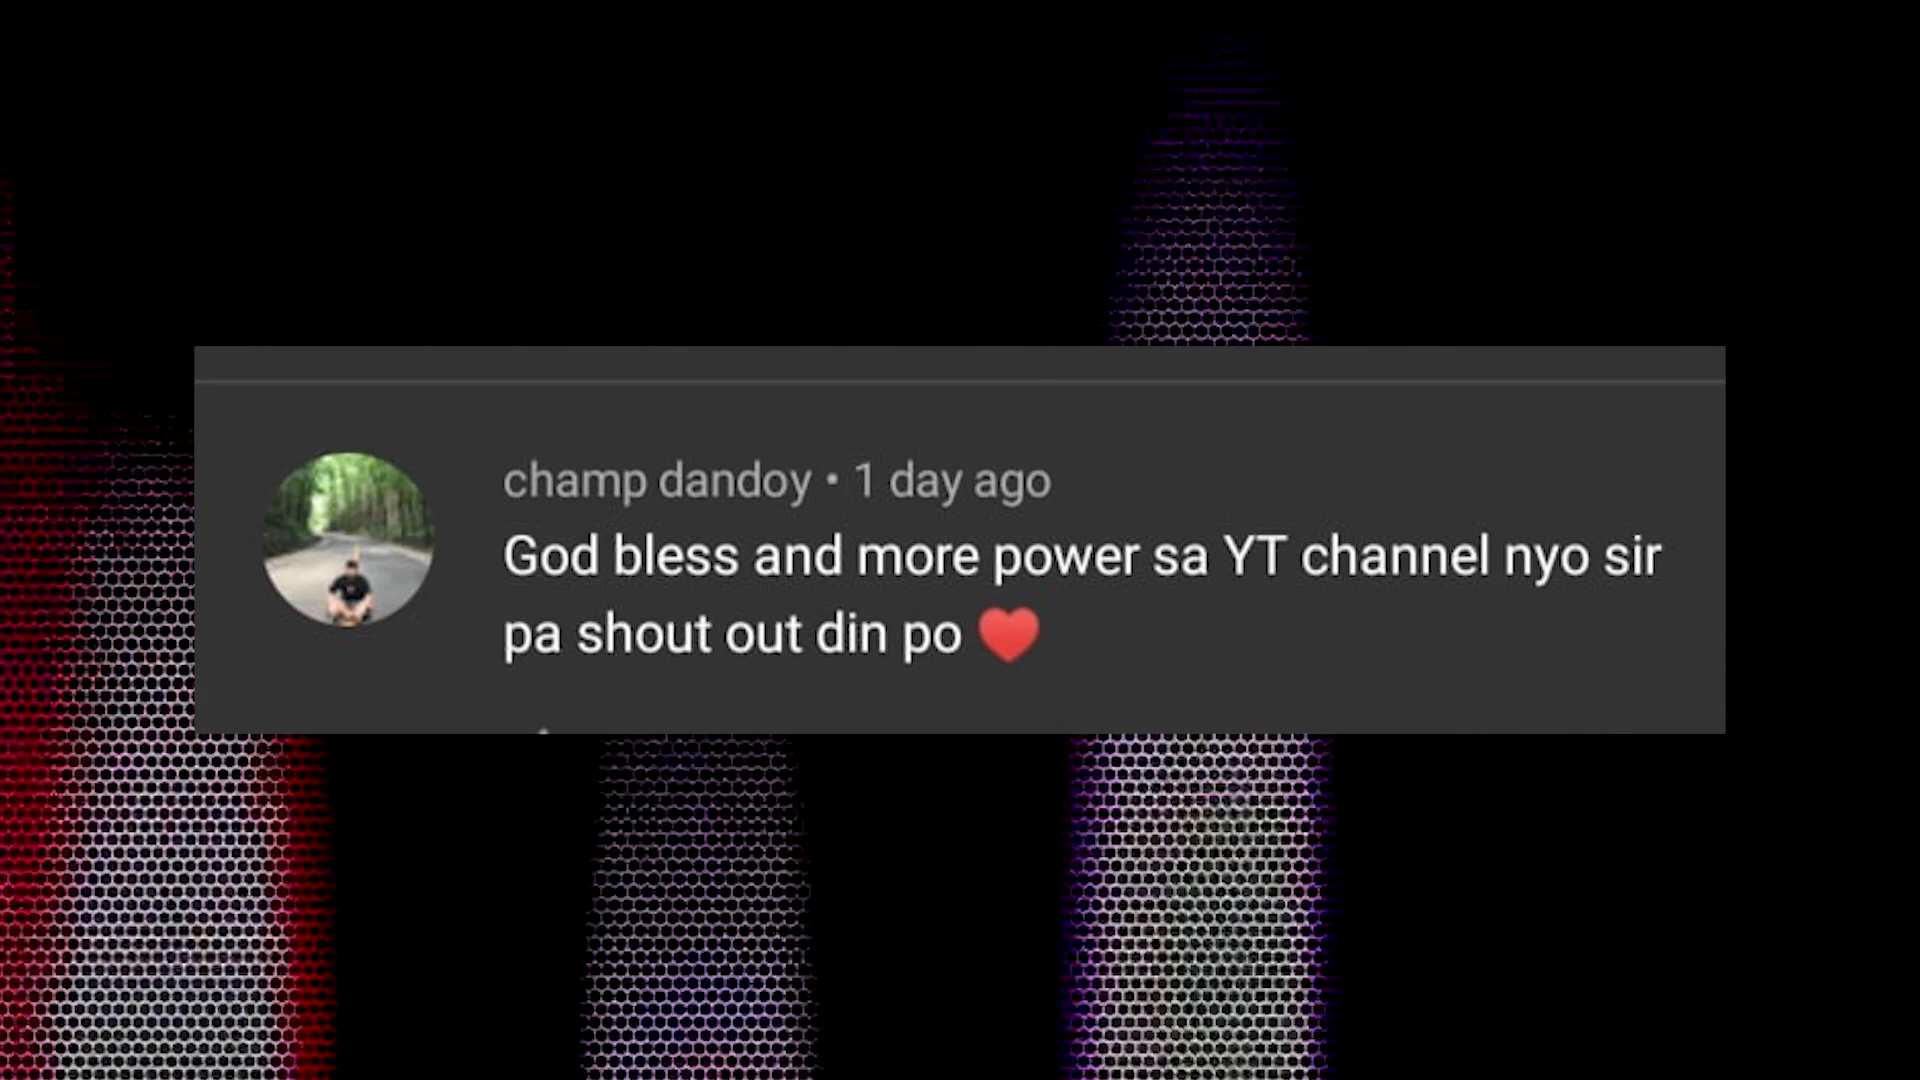 champ dandoy • 1 day ago
God bless and more power sa YT channel nyo sir
pa shout out din po ♥️